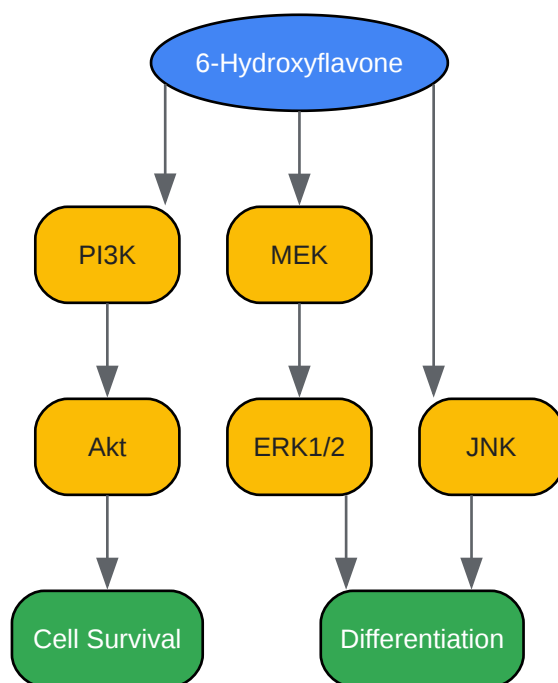 6-Hydroxyflavone
PI3K
MEK
Akt
ERK1/2
JNK
Cell Survival
Differentiation